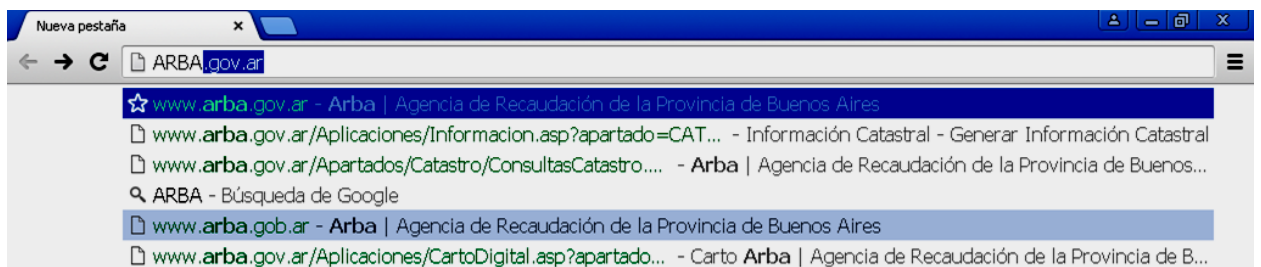 Nueva pestaña
ARBA.gov.ar
www.arba.gov.ar - Arba | Agencia de Recaudación de la Provincia de Buenos Aires
www.arba.gov.ar/Aplicaciones/Informacion.asp?apartado=CAT... - Información Catastral - Generar Información Catastral
www.arba.gov.ar/Apartados/Catastro/ConsultasCatastro.... - Arba | Agencia de Recaudación de la Provincia de Buenos...
ARBA - Búsqueda de Google
www.arba.gob.ar - Arba | Agencia de Recaudación de la Provincia de Buenos Aires
www.arba.gov.ar/Aplicaciones/CartoDigital.asp?apartado... - Carto Arba | Agencia de Recaudación de la Provincia de B...